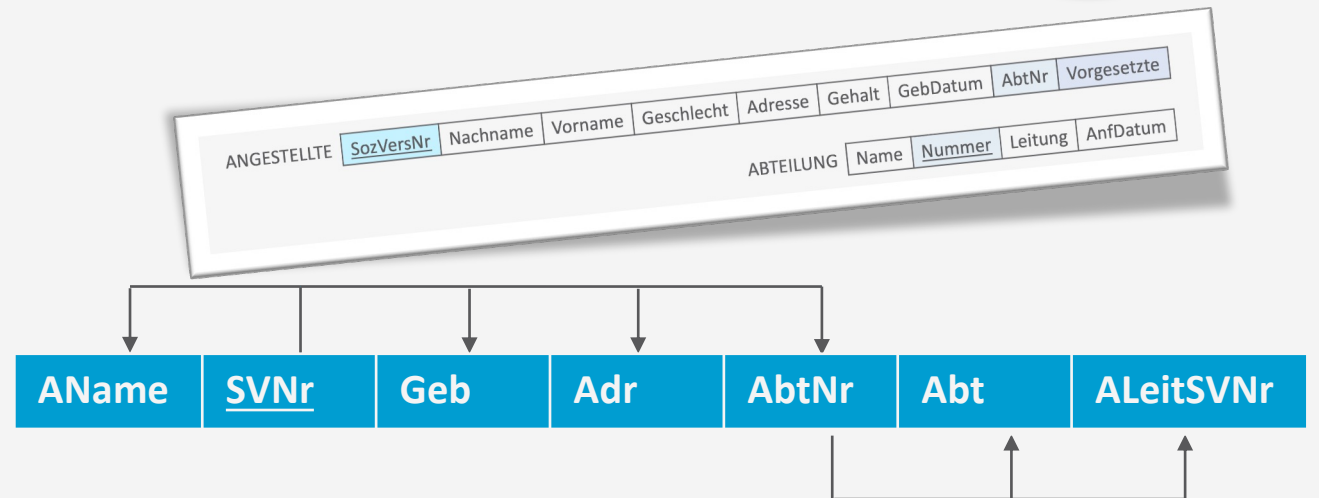 ANGESTELLTE SozVersNr Nachname Vorname Geschlecht Adresse Gehalt GebDatum AbtNr Vorgesetzte
ABTEILUNG Name Nummer Leitung AnfDatum
AName SVNr Geb Adr AbtNr Abt ALeitSVNr